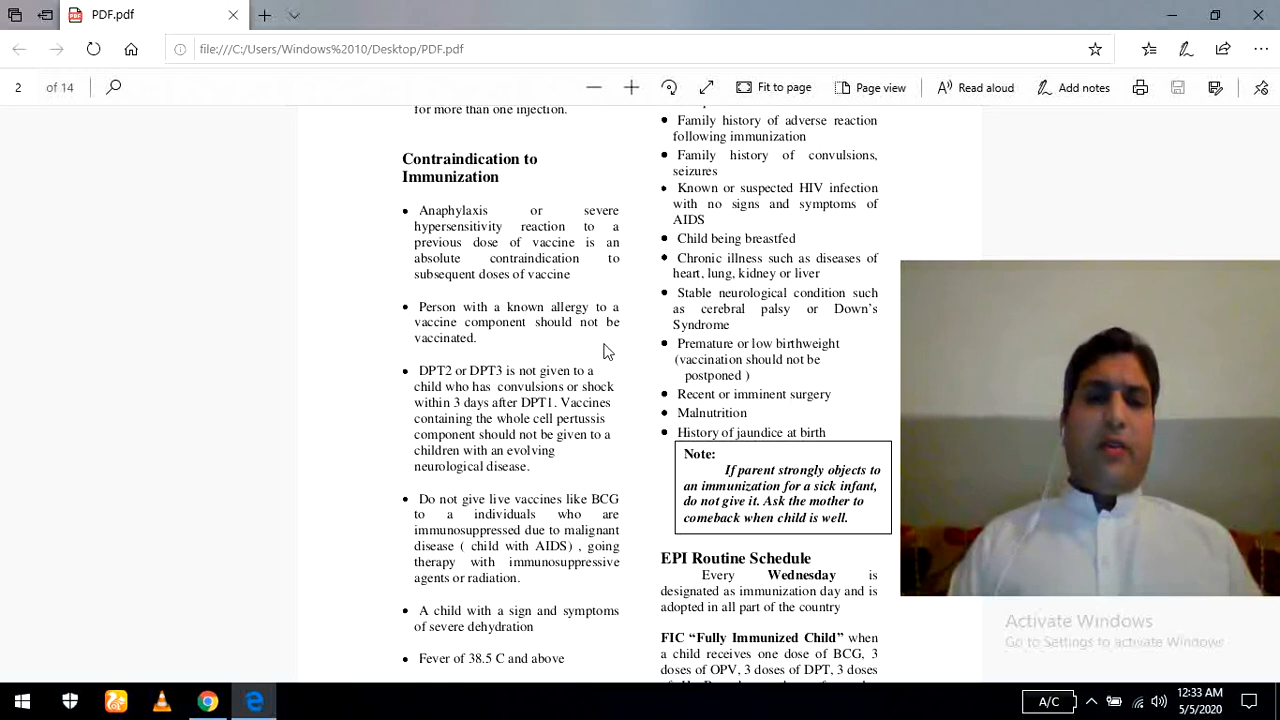 PDF.pdf
file:///C:/Users/Windows%2010/Desktop/PDF.pdf
2 of 14
Fit to page
Page view
Read aloud
Add notes
for more than one injection.
Contraindication to
Immunization
• Anaphylaxis or severe
hypersensitivity reaction to a
previous dose of vaccine is an
absolute contraindication to
subsequent doses of vaccine
• Person with a known allergy to a
vaccine component should not be
vaccinated.
• DPT2 or DPT3 is not given to a
child who has convulsions or shock
within 3 days after DPT1. Vaccines
containing the whole cell pertussis
component should not be given to a
children with an evolving
neurological disease.
• Do not give live vaccines like BCG
to a individuals who are
immunosuppressed due to malignant
disease ( child with AIDS) , going
therapy with immunosuppressive
agents or radiation.
• A child with a sign and symptoms
of severe dehydration
• Fever of 38.5 C and above
• Family history of adverse reaction
following immunization
• Family history of convulsions,
seizures
• Known or suspected HIV infection
with no signs and symptoms of
AIDS
• Child being breastfed
• Chronic illness such as diseases of
heart, lung, kidney or liver
• Stable neurological condition such
as cerebral palsy or Down's
Syndrome
• Premature or low birthweight
(vaccination should not be
postponed )
• Recent or imminent surgery
• Malnutrition
• History of jaundice at birth
Note:
If parent strongly objects to
an immunization for a sick infant,
do not give it. Ask the mother to
comeback when child is well.
EPI Routine Schedule
Every Wednesday is
designated as immunization day and is
adopted in all part of the country
FIC “Fully Immunized Child” when
a child receives one dose of BCG, 3
doses of OPV, 3 doses of DPT, 3 doses
Activate Windows
Go to Settings to activate Windows
A/C
12:33 AM
5/5/2020